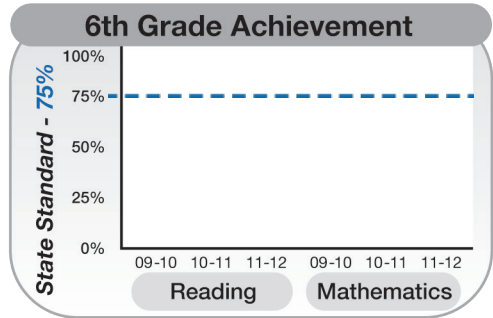 6th Grade Achievement
State Standard - 75%
100%
75%
50%
25%
0%
09-10 10-11 11-12 09-10 10-11 11-12
Reading Mathematics